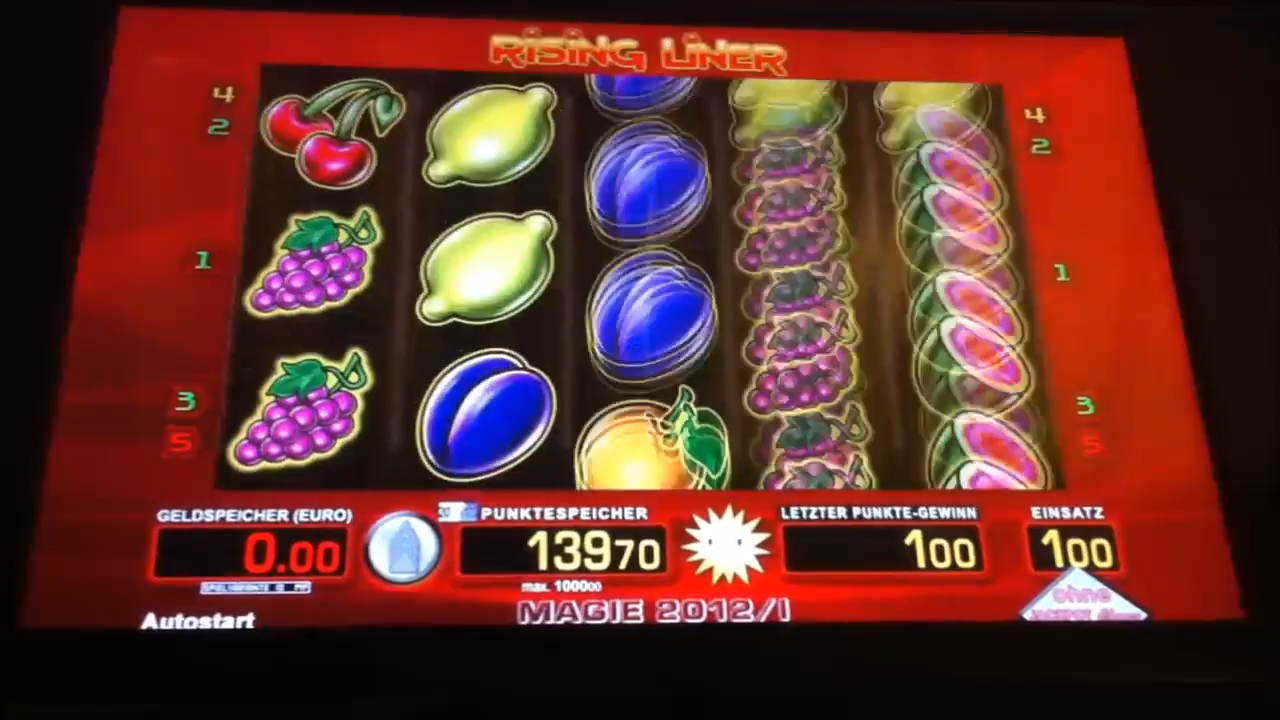 RISING LINER
4 4
2 2
1 1
3 3
5 5
GELDSPEICHER (EURO) PUNKTESPEICHER LETZTER PUNKTE-GEWINN EINSATZ
0.00 13970 100 100
max. 100000
MAGIE 2012/I
ohne
Autostart